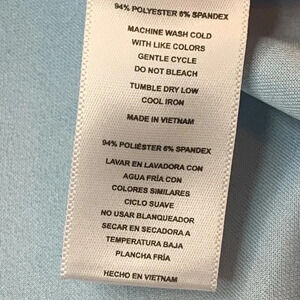 94% POLYESTER 6% SPANDEX
MACHINE WASH COLD
WITH LIKE COLORS
GENTLE CYCLE
DO NOT BLEACH
TUMBLE DRY LOW
COOL IRON
MADE IN VIETNAM
94% POLIÉSTER 6% SPANDEX
LAVAR EN LAVADORA CON
AGUA FRÍA CON
COLORES SIMILARES
CICLO SUAVE
NO USAR BLANQUEADOR
SECAR EN SECADORA A
TEMPERATURA BAJA
PLANCHA FRÍA
HECHO EN VIETNAM